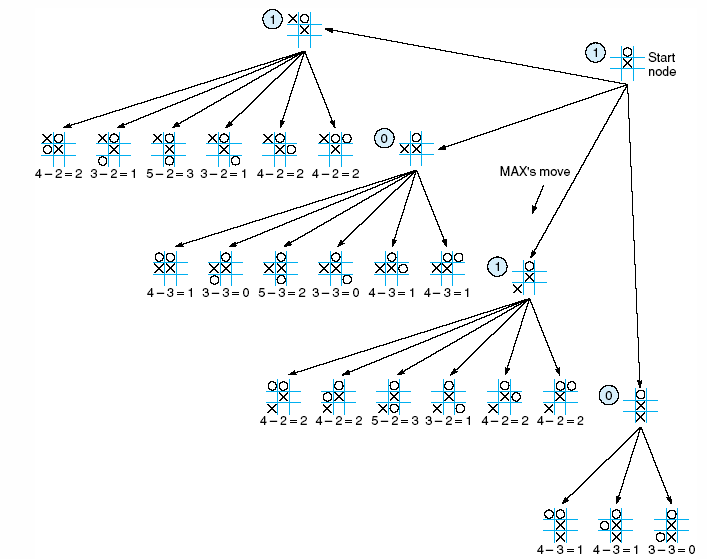 1
X O
X
1
O
X
Start
node
X O
O X
4 – 2 = 2
X O
X
O
3 – 2 = 1
X O
X
O
5 – 2 = 3
X O
X
O
3 – 2 = 1
X O
X O
4 – 2 = 2
X O O
X
4 – 2 = 2
0
O
X X
MAX's move
O O
X X
4 – 3 = 1
O
X X
O
3 – 3 = 0
O
X X
O
5 – 3 = 2
O
X X
O
3 – 3 = 0
O
X X O
4 – 3 = 1
O O
X X
4 – 3 = 1
1
O
X
X
O O
X
X
4 – 2 = 2
O
O X
X
4 – 2 = 2
O
X
X O
5 – 2 = 3
O
X
X O
3 – 2 = 1
O
X O
X
4 – 2 = 2
O O
X
X
4 – 2 = 2
0
O
X
X
O O
X
X
4 – 3 = 1
O
O X
X
4 – 3 = 1
O
X
O X
3 – 3 = 0